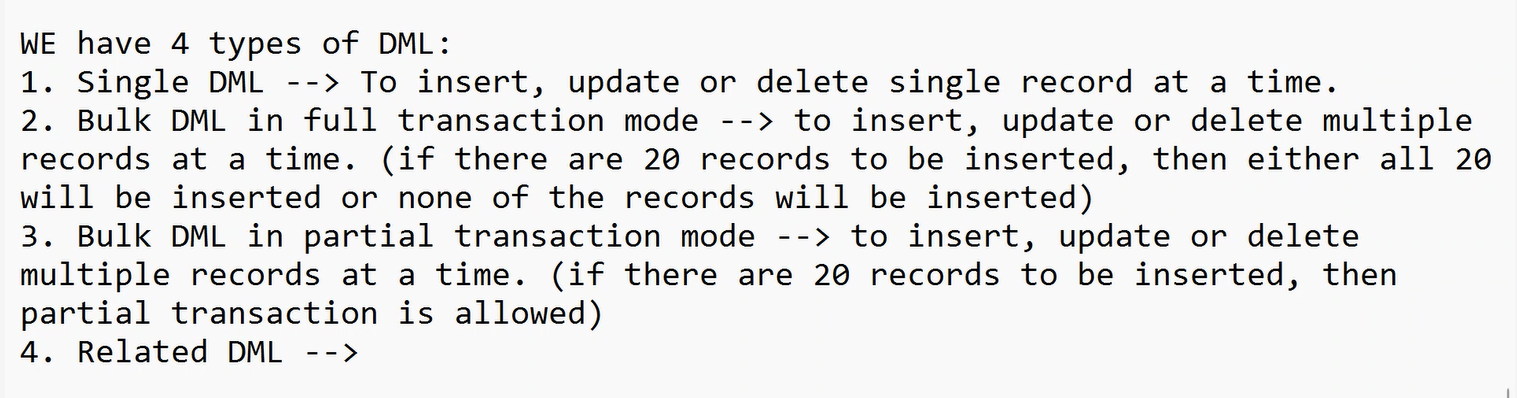 WE have 4 types of DML:
1. Single DML --> To insert, update or delete single record at a time.
2. Bulk DML in full transaction mode --> to insert, update or delete multiple
records at a time. (if there are 20 records to be inserted, then either all 20
will be inserted or none of the records will be inserted)
3. Bulk DML in partial transaction mode --> to insert, update or delete
multiple records at a time. (if there are 20 records to be inserted, then
partial transaction is allowed)
4. Related DML -->